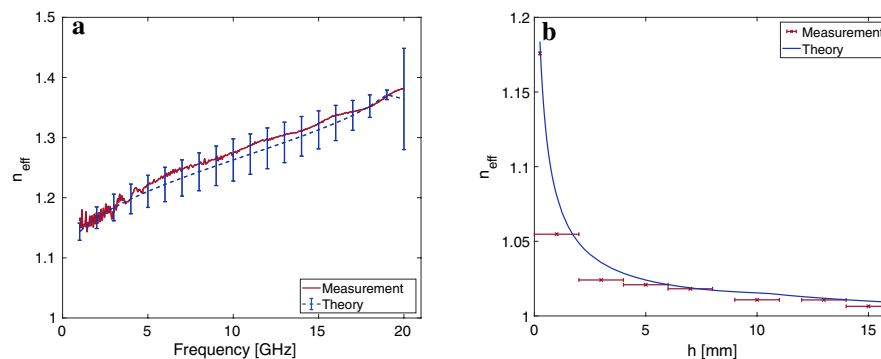 a
1.5
1.4
1.3
1.2
1.1
1
n_eff
0
5
10
15
20
Frequency [GHz]
Measurement
Theory
b
1.2
1.15
1.1
1.05
1
n_eff
0
5
10
15
h [mm]
Measurement
Theory